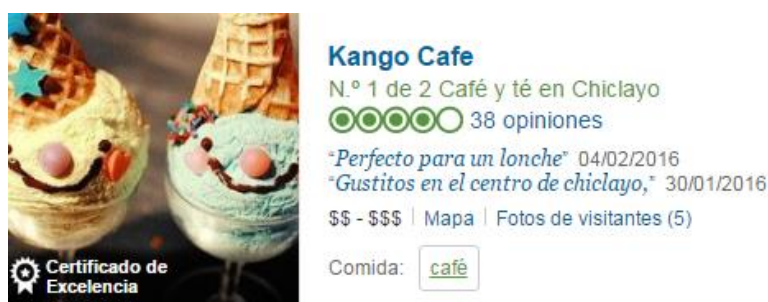 Kango Cafe
N.º 1 de 2 Café y té en Chiclayo
38 opiniones
“Perfecto para un lonche” 04/02/2016
“Gustitos en el centro de chiclayo,” 30/01/2016
$$ - $$$ | Mapa | Fotos de visitantes (5)
Comida: café
Certificado de
Excelencia